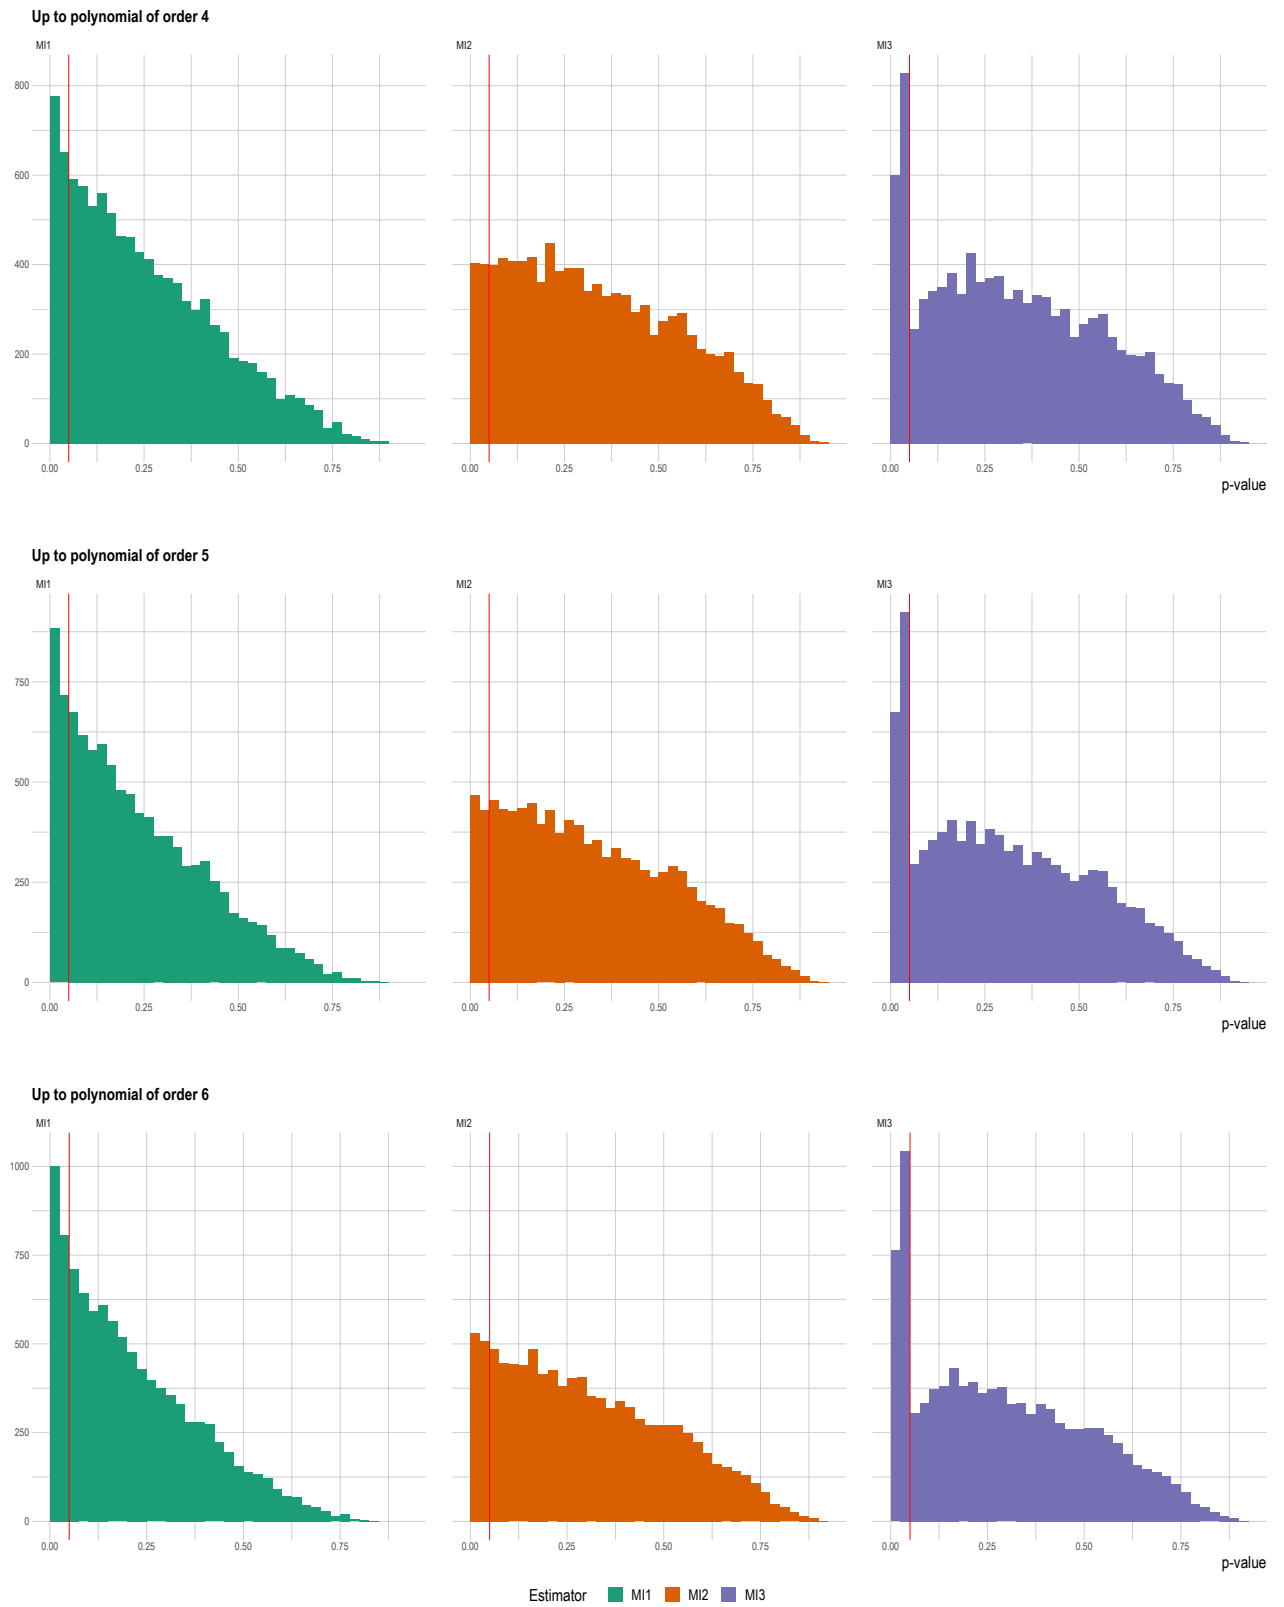 Up to polynomial of order 4
MI1 MI2 MI3
800
600
400
200
0
0.00 0.25 0.50 0.75 0.00 0.25 0.50 0.75 0.00 0.25 0.50 0.75
p-value
Up to polynomial of order 5
MI1 MI2 MI3
750
500
250
0
0.00 0.25 0.50 0.75 0.00 0.25 0.50 0.75 0.00 0.25 0.50 0.75
p-value
Up to polynomial of order 6
MI1 MI2 MI3
1000
750
500
250
0
0.00 0.25 0.50 0.75 0.00 0.25 0.50 0.75 0.00 0.25 0.50 0.75
p-value
Estimator MI1 MI2 MI3